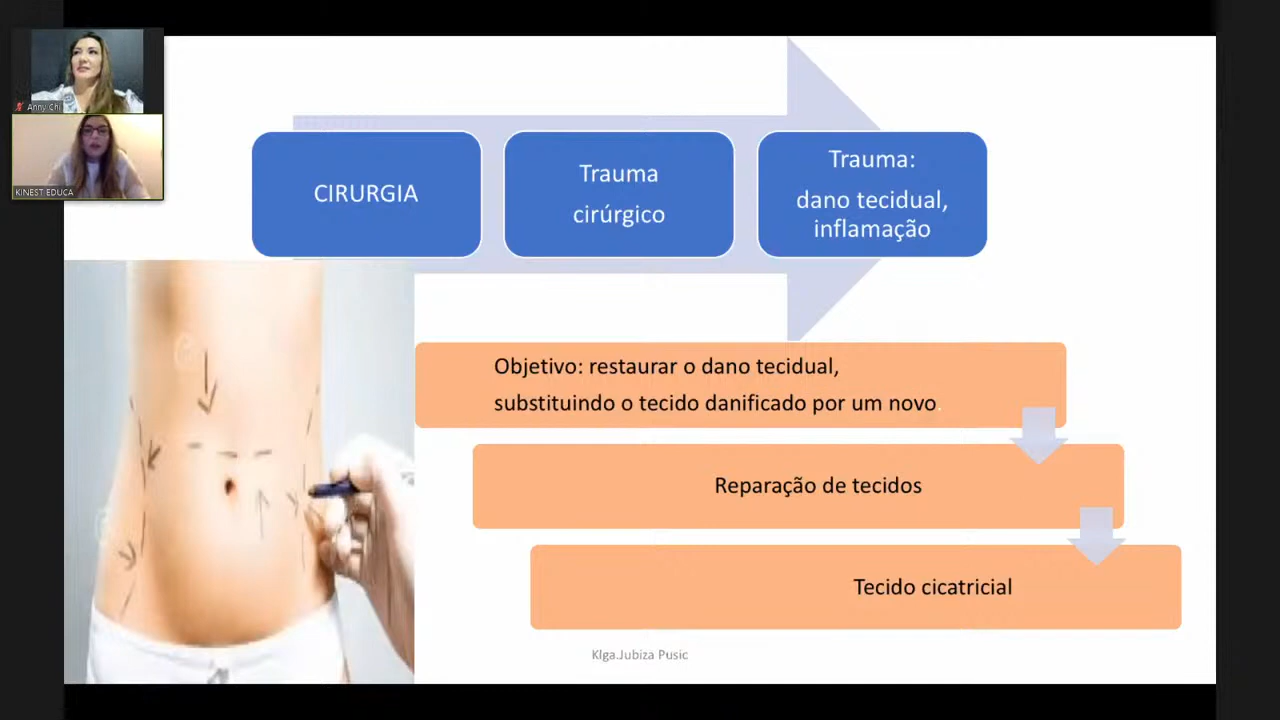 Anny Chi
KINEST EDUCA
CIRURGIA
Trauma
cirúrgico
Trauma:
dano tecidual,
inflamação
Objetivo: restaurar o dano tecidual,
substituindo o tecido danificado por um novo.
Reparação de tecidos
Tecido cicatricial
Klga.Jubiza Pusic